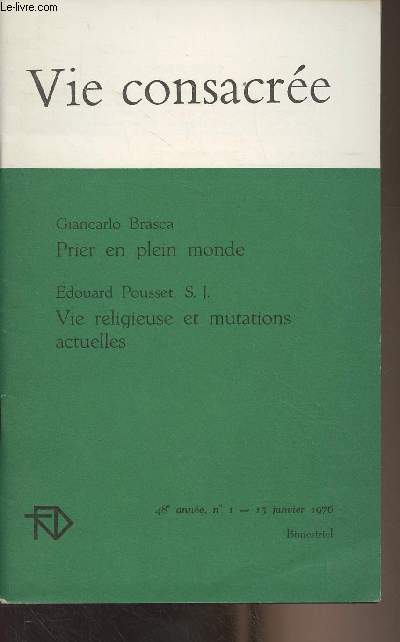 Le-livre.com
Vie consacrée
Giancarlo Brasca
Prier en plein monde
Edouard Pousset S. J.
Vie religieuse et mutations
actuelles
48e année, n° 1 — 15 janvier 1976
Bimestriel